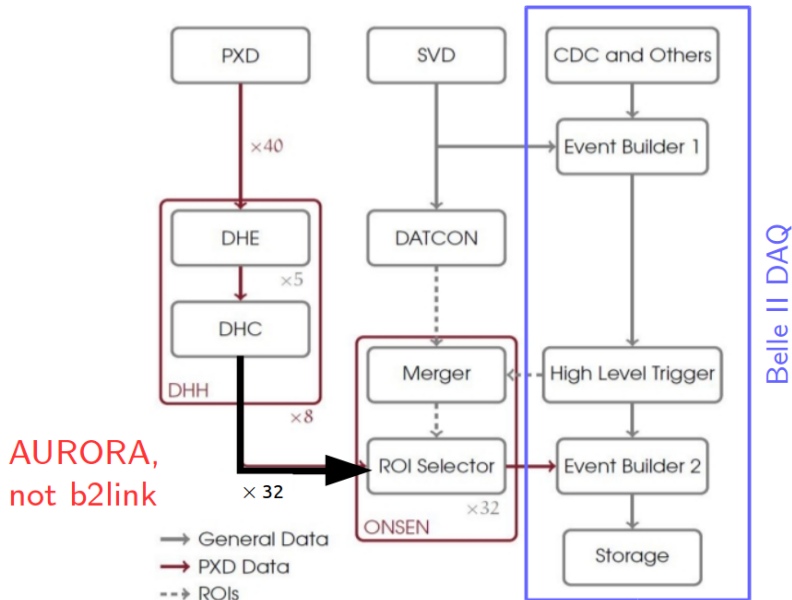 PXD
SVD
CDC and Others
×40
Event Builder 1
DHE
DATCON
×5
DHC
Belle II DAQ
Merger
High Level Trigger
DHH
×8
AURORA,
not b2link
ROI Selector
Event Builder 2
× 32
×32
ONSEN
General Data
Storage
PXD Data
ROIs